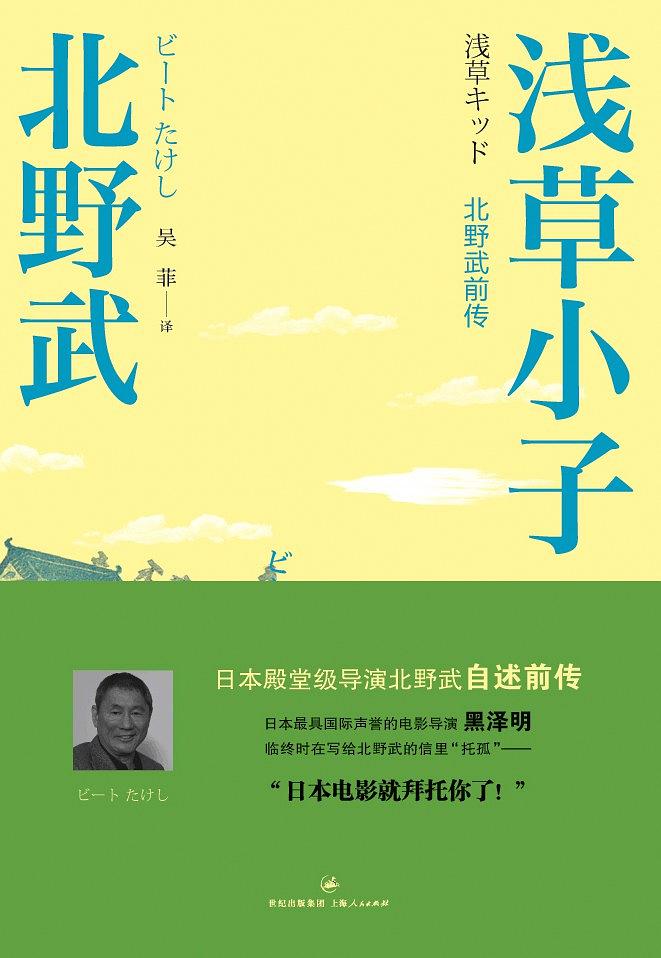 浅草小子
浅草キッド
北野武前传
ビート たけし
北野武
吴 菲——译
ビ
日本殿堂级导演北野武自述前传
日本最具国际声誉的电影导演 黑泽明
临终时在写给北野武的信里“托孤”——
“日本电影就拜托你了！”
ビート たけし
世纪出版集团 上海人民出版社